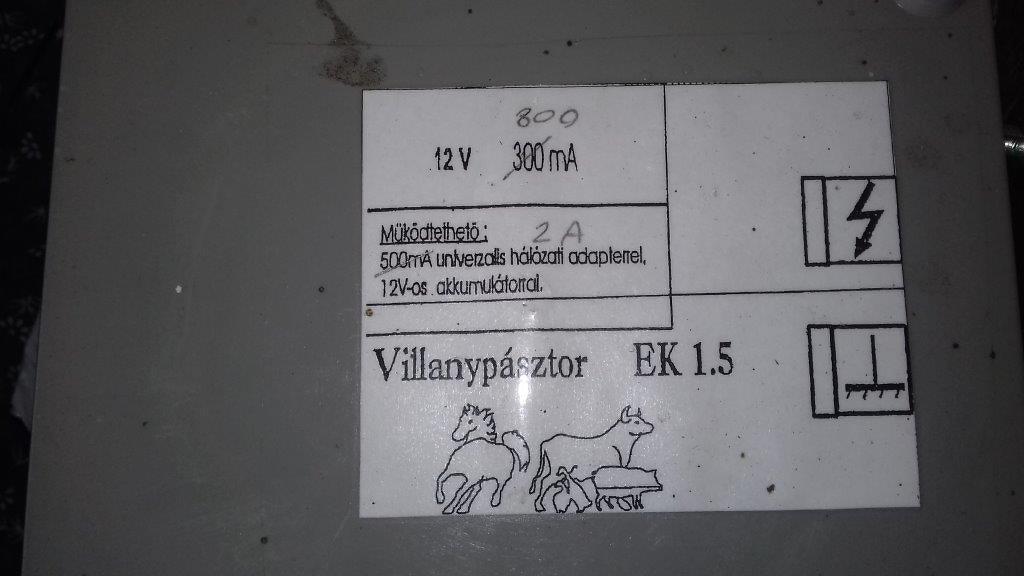 800
12 V 300 mA
Működtethető: 2 A
500mA univerzális hálózati adapterrel,
12V-os akkumulátorral.
Villanypásztor EK 1.5